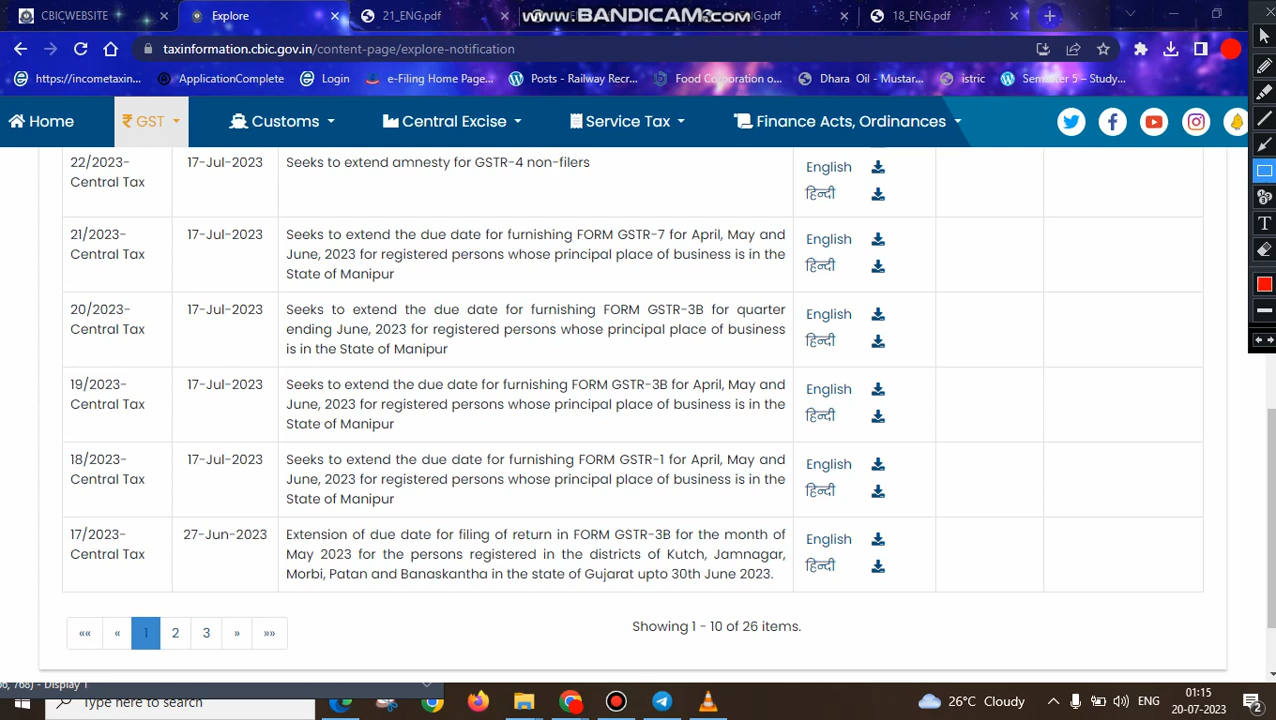 CBICWEBSITE
Explore
21_ENG.pdf
www.BANDICAM.com
18_ENG.pdf
taxinformation.cbic.gov.in/content-page/explore-notification
https://incometaxin...
ApplicationComplete
Login
e-Filing Home Page...
Posts - Railway Recr...
Food Corporation o...
Dhara Oil - Mustar...
istric
Semester 5 – Study...
Home
₹ GST
Customs
Central Excise
Service Tax
Finance Acts, Ordinances
22/2023-
Central Tax
17-Jul-2023
Seeks to extend amnesty for GSTR-4 non-filers
English
हिन्दी
21/2023-
Central Tax
17-Jul-2023
Seeks to extend the due date for furnishing FORM GSTR-7 for April, May and
June, 2023 for registered persons whose principal place of business is in the
State of Manipur
English
हिन्दी
20/2023-
Central Tax
17-Jul-2023
Seeks to extend the due date for furnishing FORM GSTR-3B for quarter
ending June, 2023 for registered persons whose principal place of business
is in the State of Manipur
English
हिन्दी
19/2023-
Central Tax
17-Jul-2023
Seeks to extend the due date for furnishing FORM GSTR-3B for April, May and
June, 2023 for registered persons whose principal place of business is in the
State of Manipur
English
हिन्दी
18/2023-
Central Tax
17-Jul-2023
Seeks to extend the due date for furnishing FORM GSTR-1 for April, May and
June, 2023 for registered persons whose principal place of business is in the
State of Manipur
English
हिन्दी
17/2023-
Central Tax
27-Jun-2023
Extension of due date for filing of return in FORM GSTR-3B for the month of
May 2023 for the persons registered in the districts of Kutch, Jamnagar,
Morbi, Patan and Banaskantha in the state of Gujarat upto 30th June 2023.
English
हिन्दी
«« « 1 2 3 » »»
Showing 1 - 10 of 26 items.
768) - Display 1
Type here to search
26°C Cloudy
ENG
01:15
20-07-2023
2